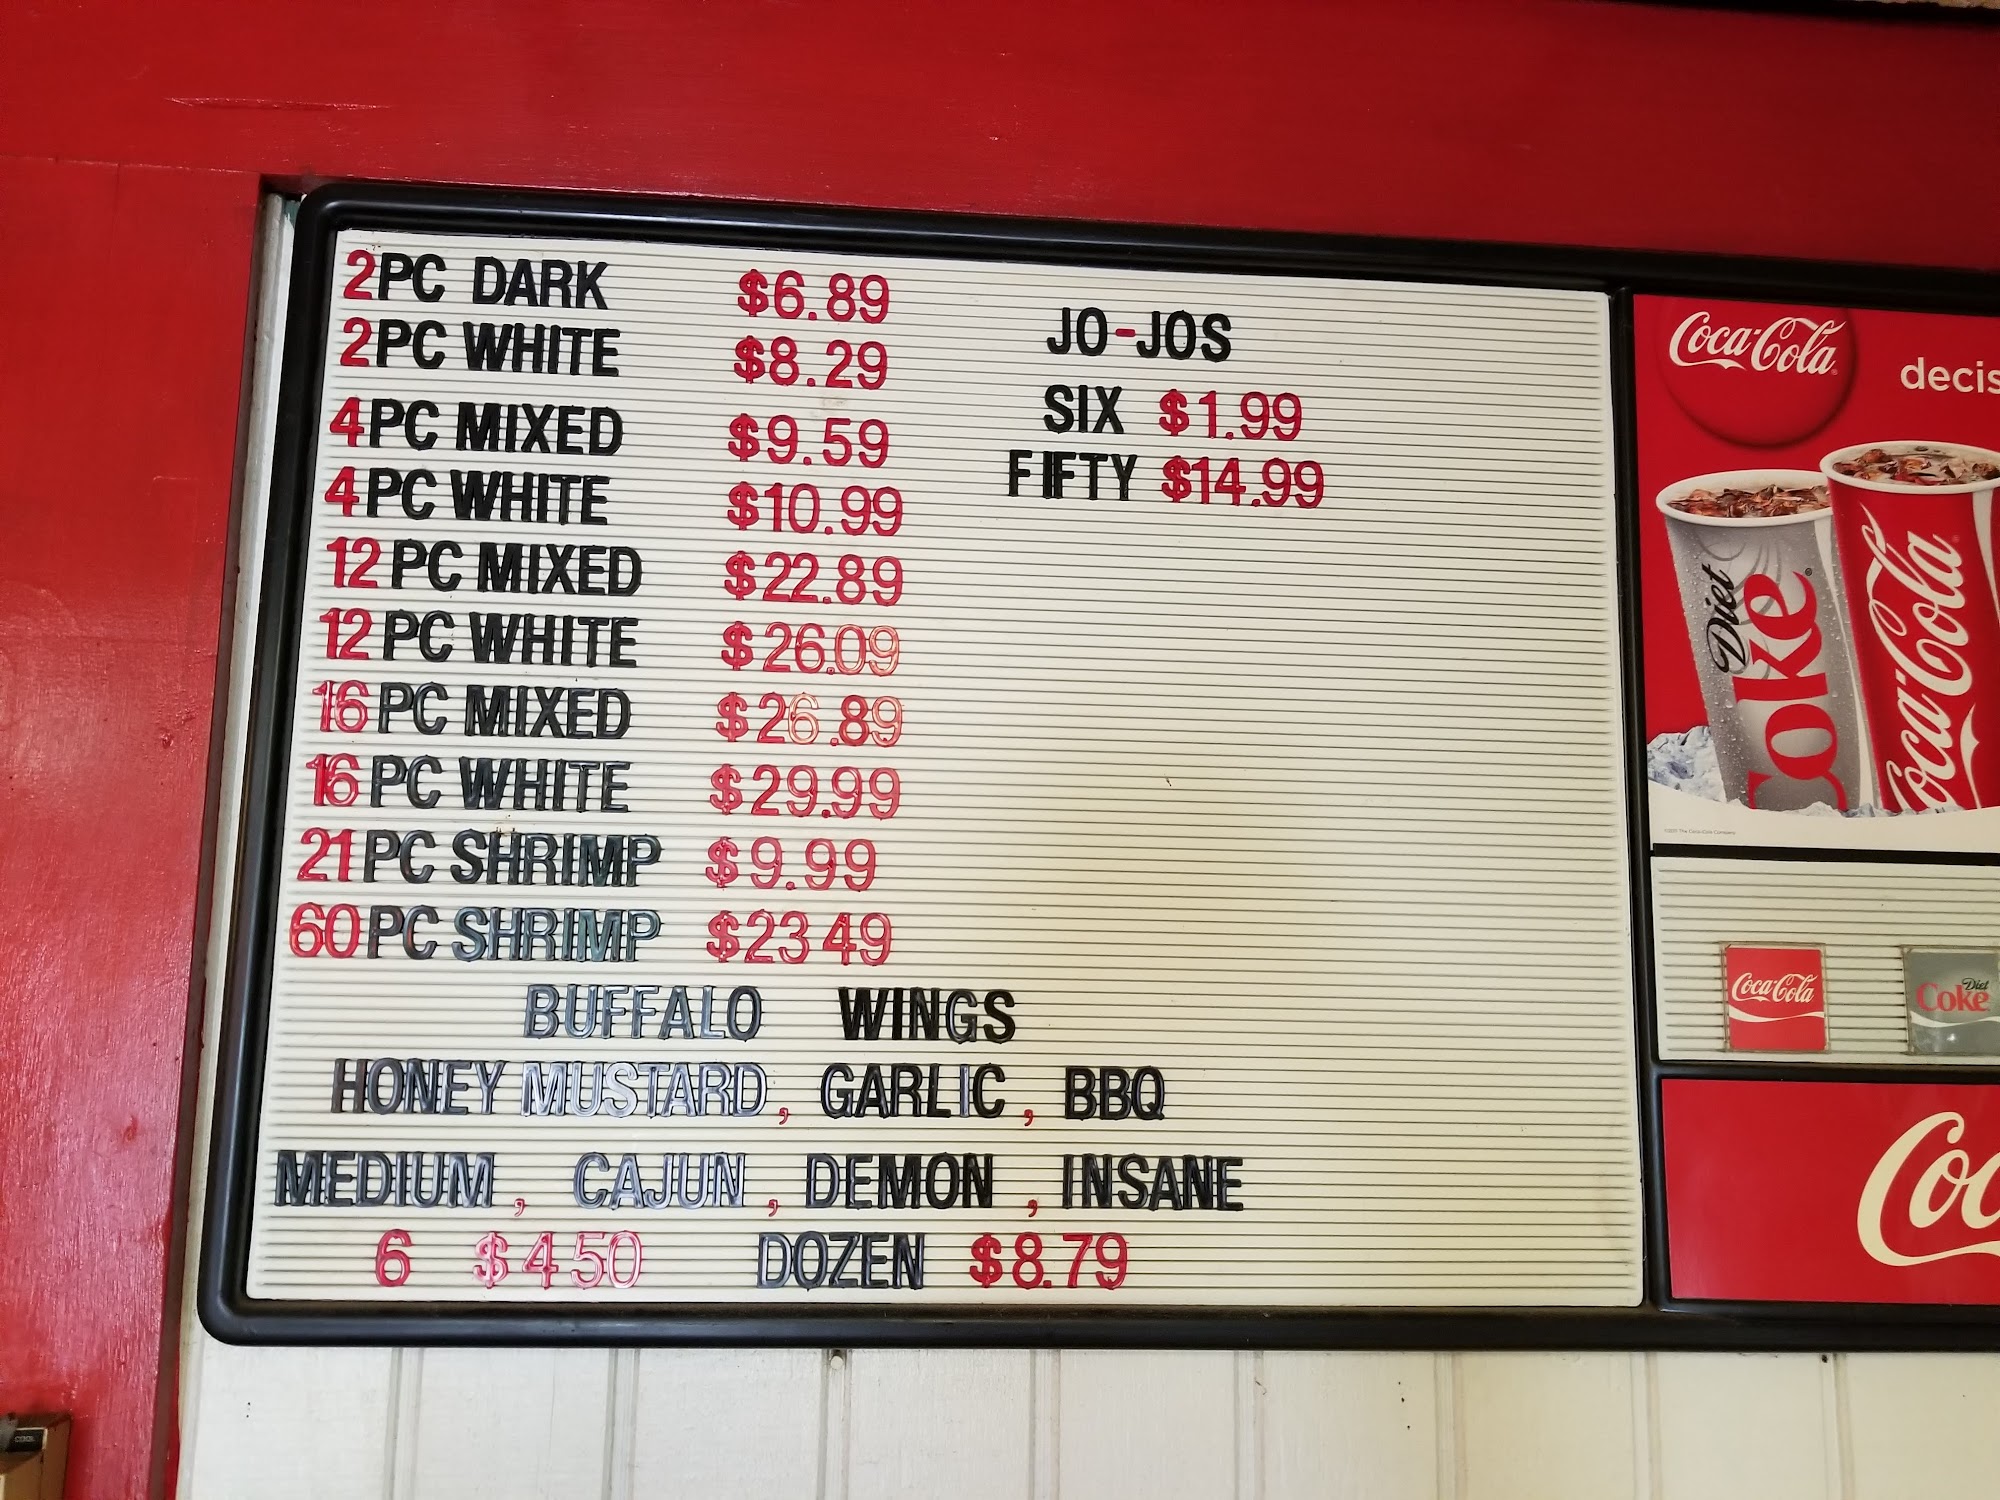 2PC DARK $6.89
2PC WHITE $8.29
4PC MIXED $9.59
4PC WHITE $10.99
12 PC MIXED $22.89
12 PC WHITE $26.09
16 PC MIXED $26.89
16 PC WHITE $29.99
21 PC SHRIMP $9.99
60 PC SHRIMP $23 49
BUFFALO WINGS
HONEY MUSTARD, GARLIC, BBQ
MEDIUM, CAJUN, DEMON, INSANE
6 $4 50 DOZEN $8.79
JO-JOS
SIX $1.99
FIFTY $14.99
Coca-Cola
decis
Diet Coke
Coca-Cola
Coca-Cola
Diet Coke
Coc